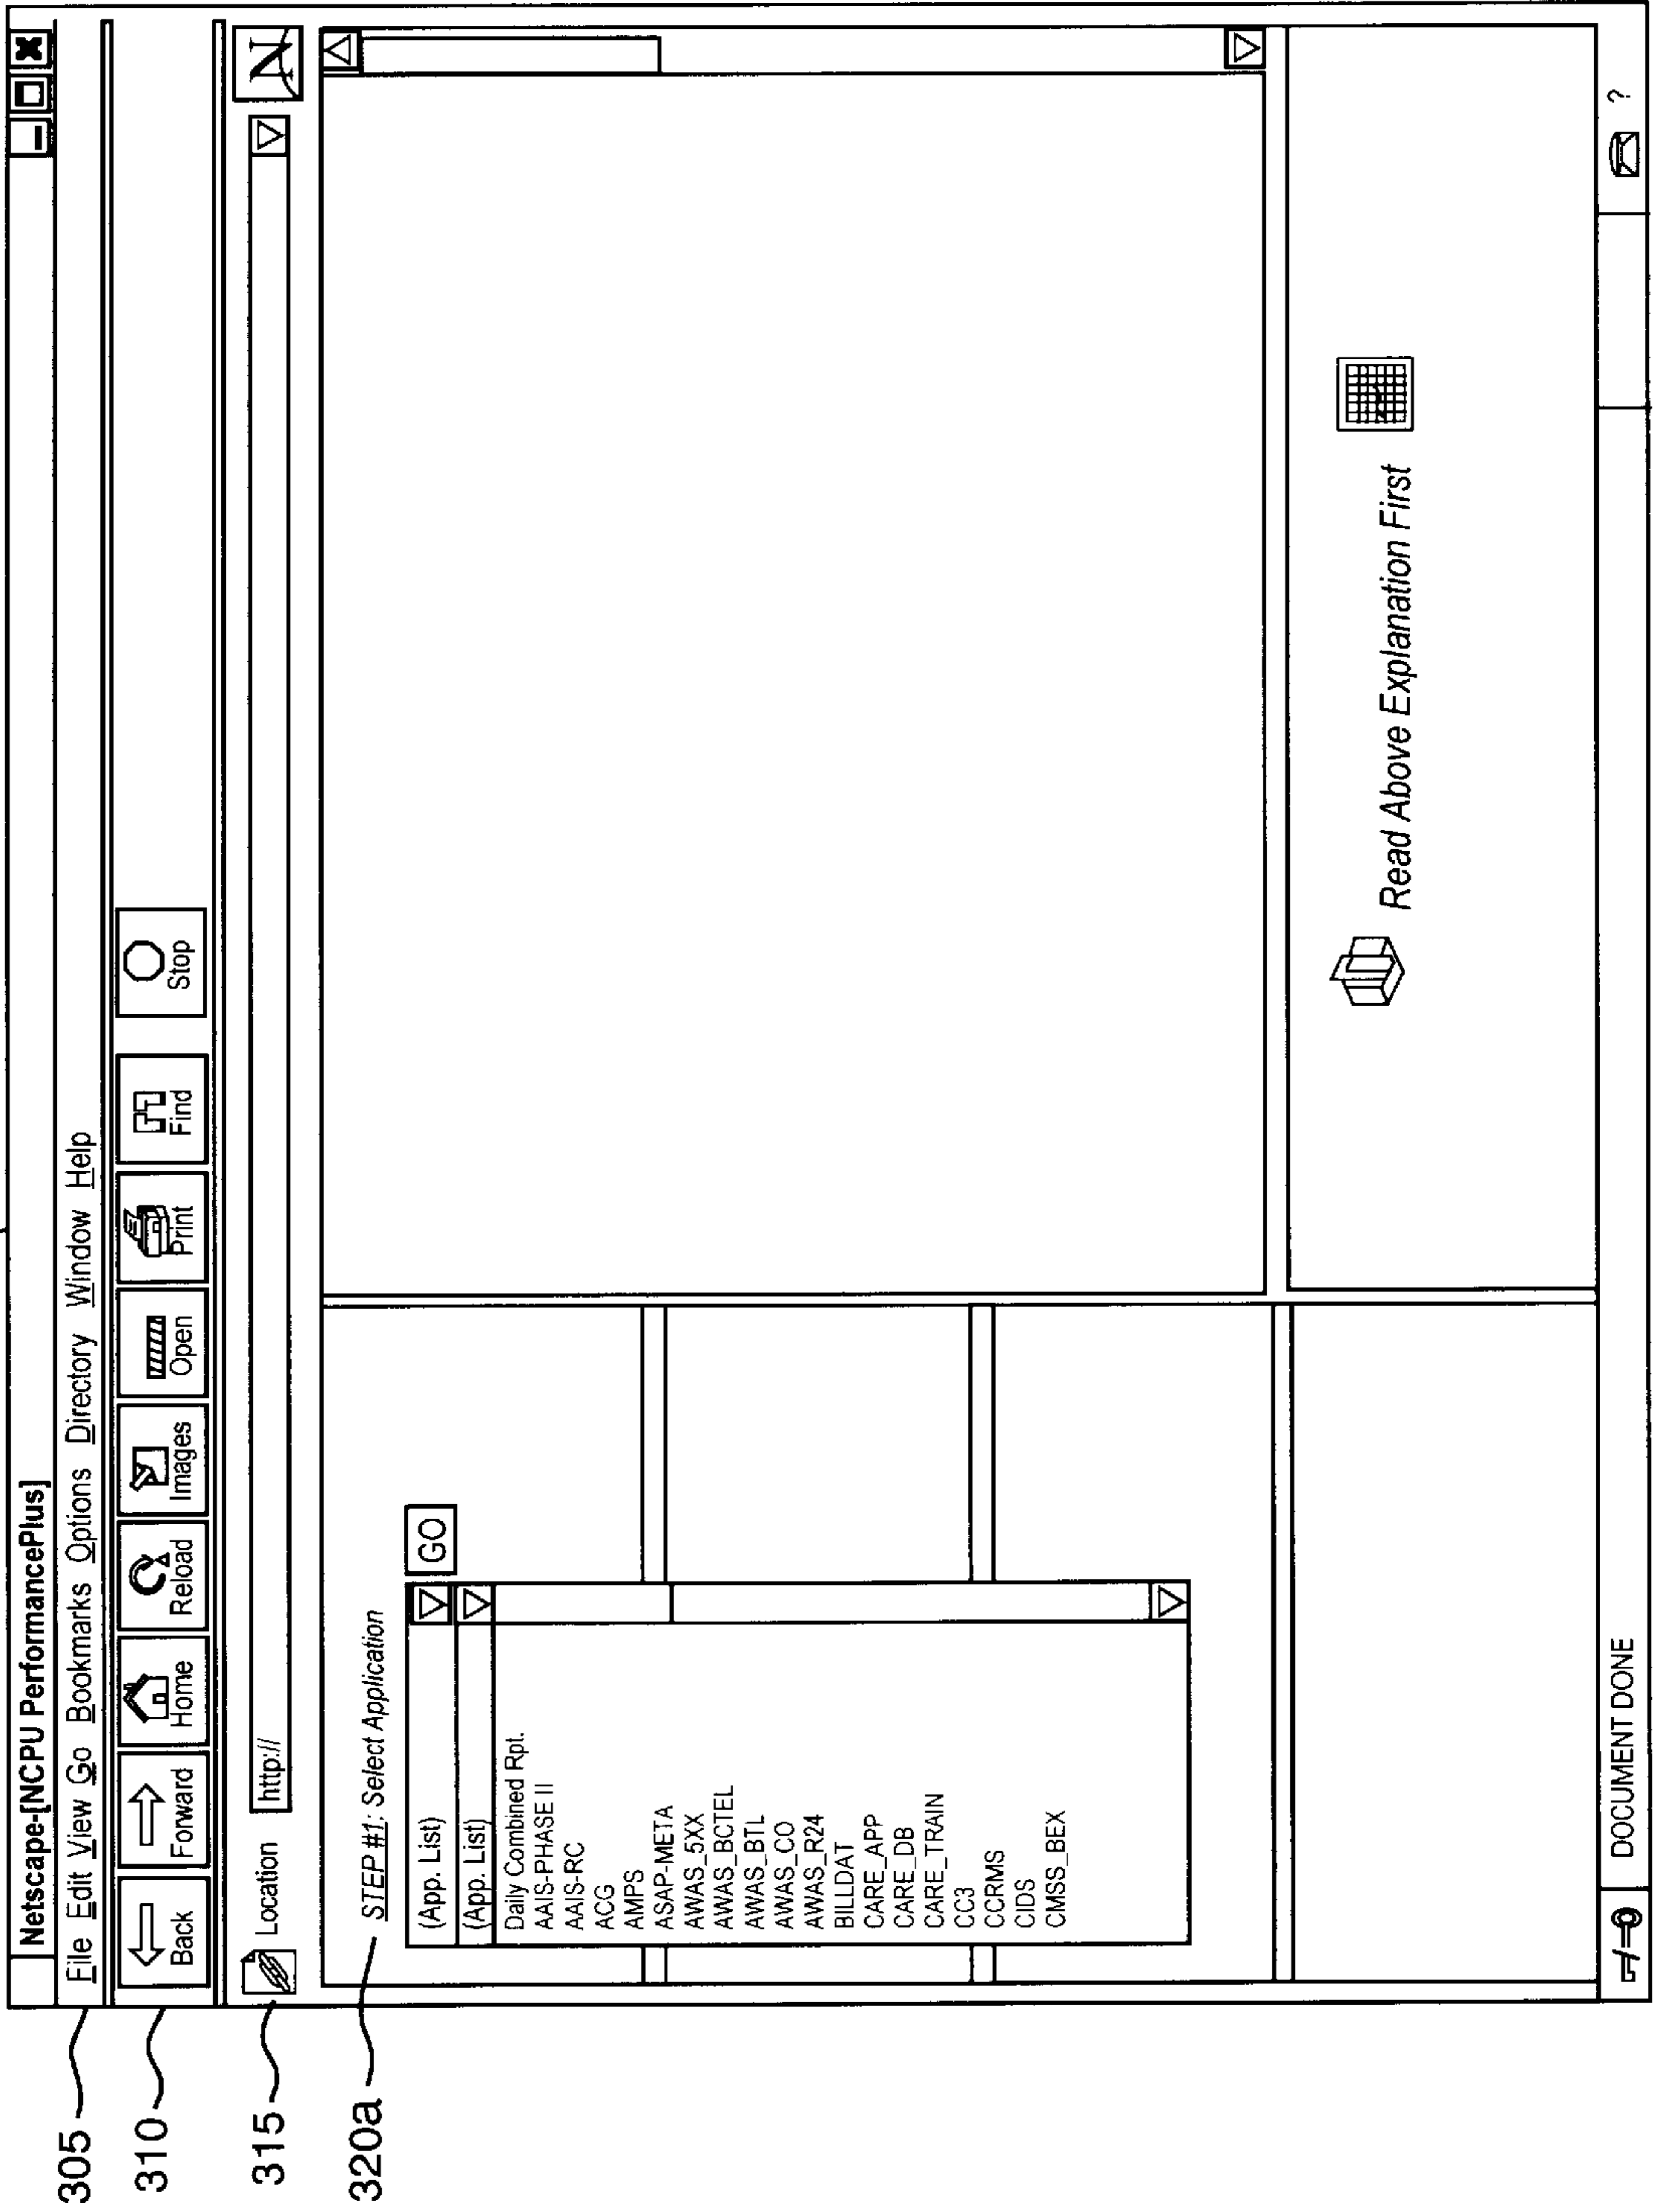 Netscape-[NCPU PerformancePlus]
305
File Edit View Go Bookmarks Options Directory Window Help
310
Back Forward Home Reload Images Open Print Find Stop
315
Location http:// N
320a
STEP #1: Select Application
(App. List) GO
(App. List)
Daily Combined Rpt.
AAIS-PHASE II
AAIS-RC
ACG
AMPS
ASAP-META
AWAS_5XX
AWAS_BCTEL
AWAS_BTL
AWAS_CO
AWAS_R24
BILLDAT
CARE_APP
CARE_DB
CARE_TRAIN
CC3
CCRMS
CIDS
CMSS_BEX
Read Above Explanation First
DOCUMENT DONE ?